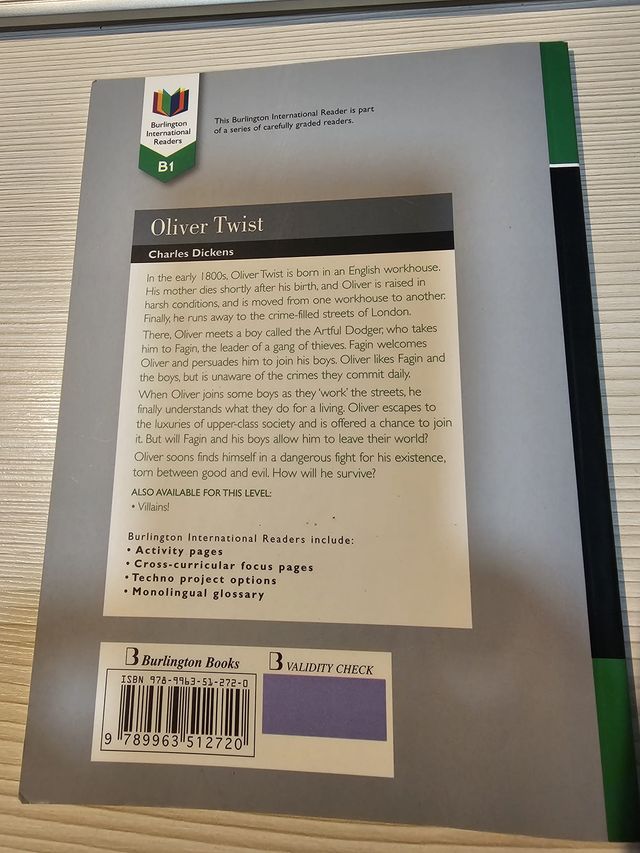 Burlington
International
Readers
B1
This Burlington International Reader is part
of a series of carefully graded readers.
Oliver Twist
Charles Dickens
In the early 1800s, Oliver Twist is born in an English workhouse.
His mother dies shortly after his birth, and Oliver is raised in
harsh conditions, and is moved from one workhouse to another.
Finally, he runs away to the crime-filled streets of London.
There, Oliver meets a boy called the Artful Dodger, who takes
him to Fagin, the leader of a gang of thieves. Fagin welcomes
Oliver and persuades him to join his boys. Oliver likes Fagin and
the boys, but is unaware of the crimes they commit daily.
When Oliver joins some boys as they 'work' the streets, he
finally understands what they do for a living. Oliver escapes to
the luxuries of upper-class society and is offered a chance to join
it. But will Fagin and his boys allow him to leave their world?
Oliver soons finds himself in a dangerous fight for his existence,
torn between good and evil. How will he survive?
ALSO AVAILABLE FOR THIS LEVEL:
• Villains!
Burlington International Readers include:
• Activity pages
• Cross-curricular focus pages
• Techno project options
• Monolingual glossary
B Burlington Books
B VALIDITY CHECK
ISBN 978-9963-51-272-0
9 789963 512720